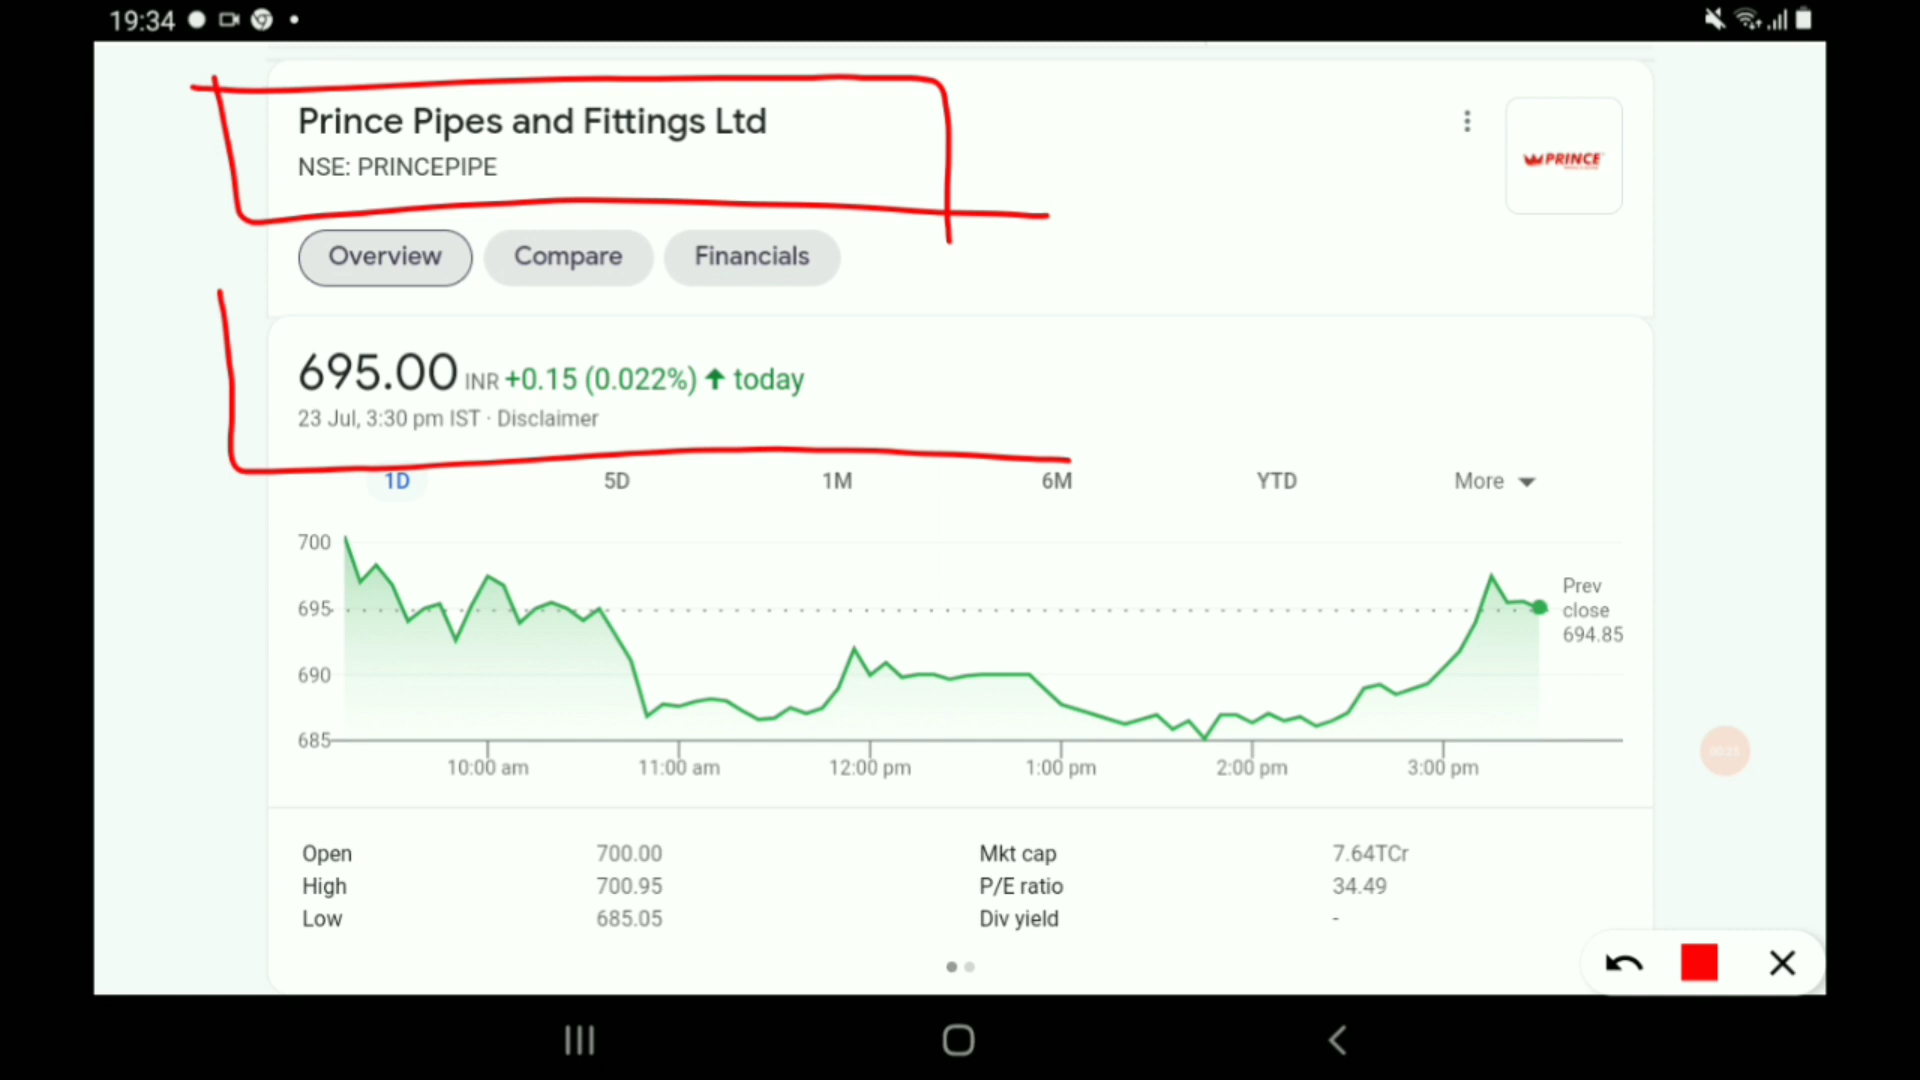 19:34
Prince Pipes and Fittings Ltd
NSE: PRINCEPIPE
PRINCE
Overview Compare Financials
695.00 INR +0.15 (0.022%) today
23 Jul, 3:30 pm IST · Disclaimer
1D 5D 1M 6M YTD More
700
695
690
685
Prev
close
694.85
10:00 am 11:00 am 12:00 pm 1:00 pm 2:00 pm 3:00 pm
Open 700.00 Mkt cap 7.64TCr
High 700.95 P/E ratio 34.49
Low 685.05 Div yield -